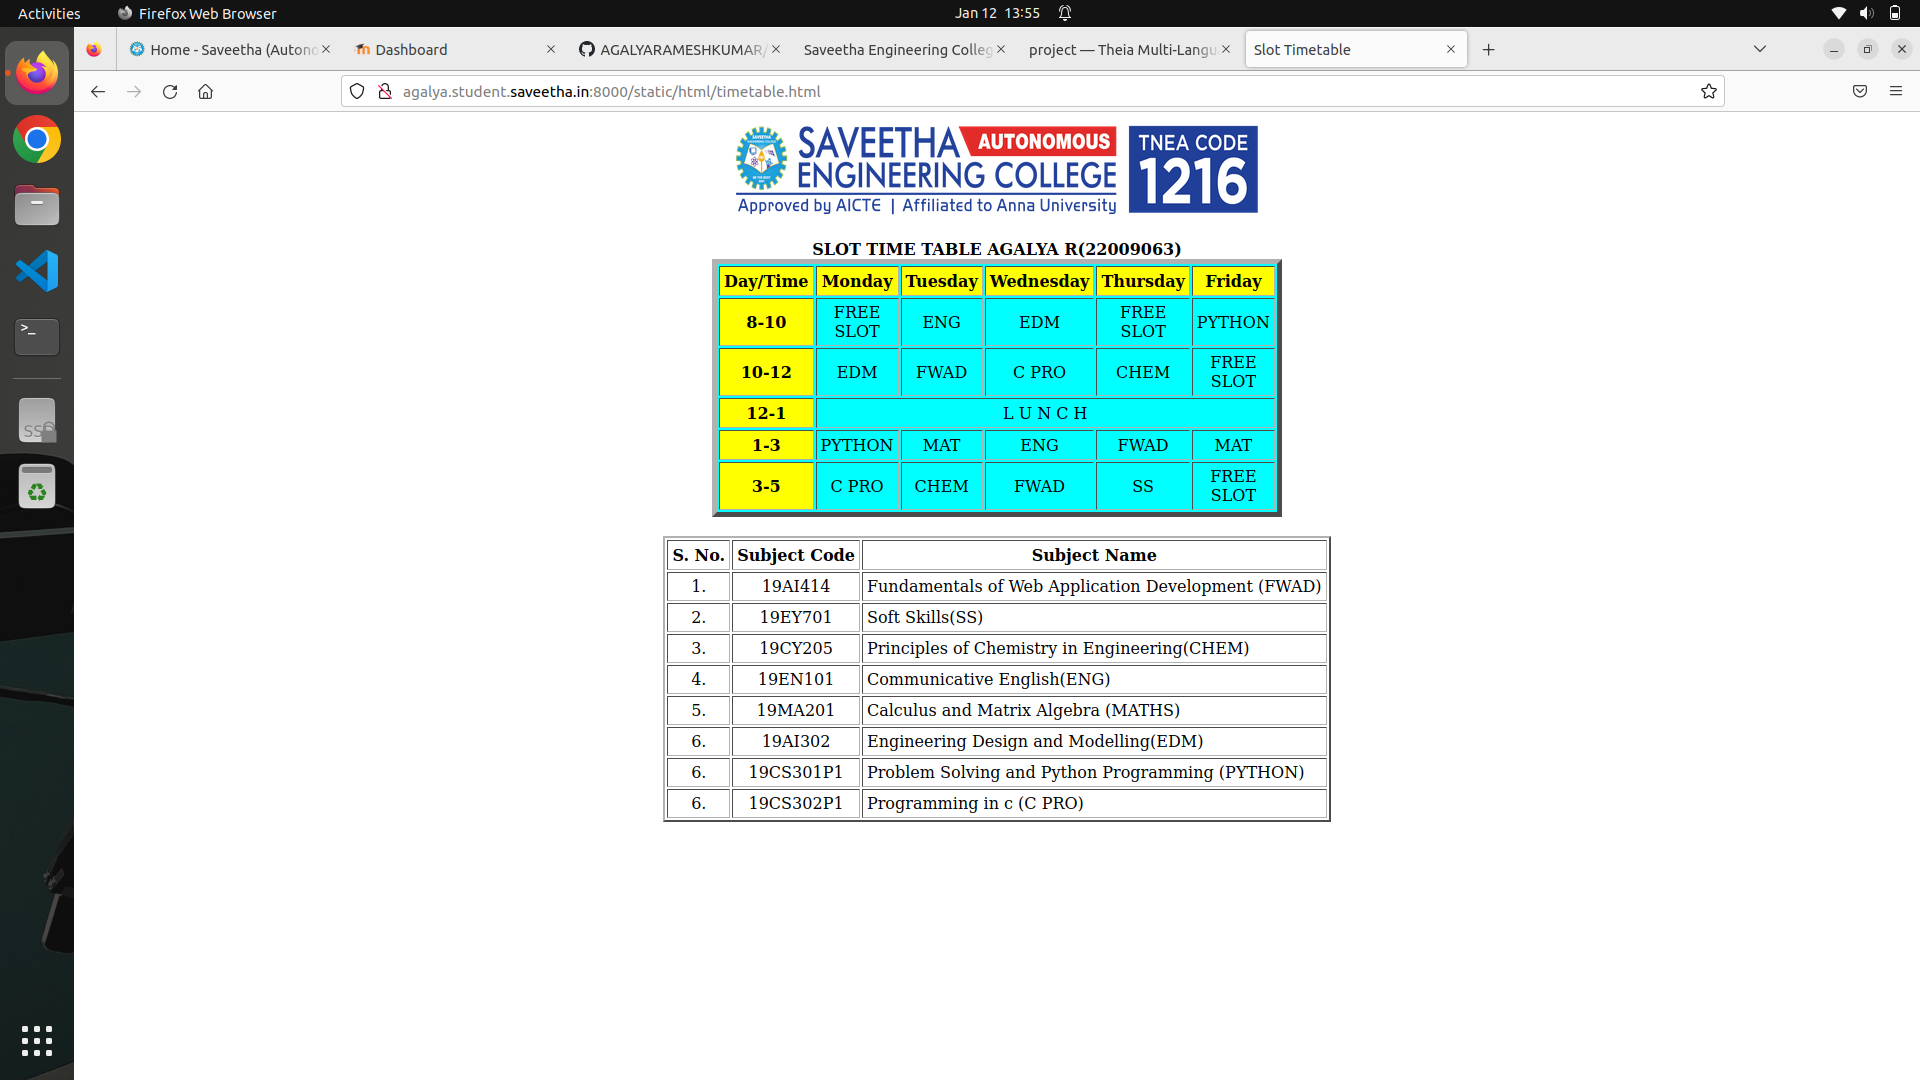 Activities Firefox Web Browser Jan 12 13:55
Home - Saveetha (Autono Dashboard AGALYARAMESHKUMAR/ Saveetha Engineering Colleg project — Theia Multi-Langu Slot Timetable
agalya.student.saveetha.in:8000/static/html/timetable.html
SAVEETHA AUTONOMOUS
ENGINEERING COLLEGE
Approved by AICTE | Affiliated to Anna University
TNEA CODE
1216
SLOT TIME TABLE AGALYA R(22009063)
Day/Time Monday Tuesday Wednesday Thursday Friday
8-10 FREE SLOT ENG EDM FREE SLOT PYTHON
10-12 EDM FWAD C PRO CHEM FREE SLOT
12-1 L U N C H
1-3 PYTHON MAT ENG FWAD MAT
3-5 C PRO CHEM FWAD SS FREE SLOT
S. No. Subject Code Subject Name
1. 19AI414 Fundamentals of Web Application Development (FWAD)
2. 19EY701 Soft Skills(SS)
3. 19CY205 Principles of Chemistry in Engineering(CHEM)
4. 19EN101 Communicative English(ENG)
5. 19MA201 Calculus and Matrix Algebra (MATHS)
6. 19AI302 Engineering Design and Modelling(EDM)
6. 19CS301P1 Problem Solving and Python Programming (PYTHON)
6. 19CS302P1 Programming in c (C PRO)